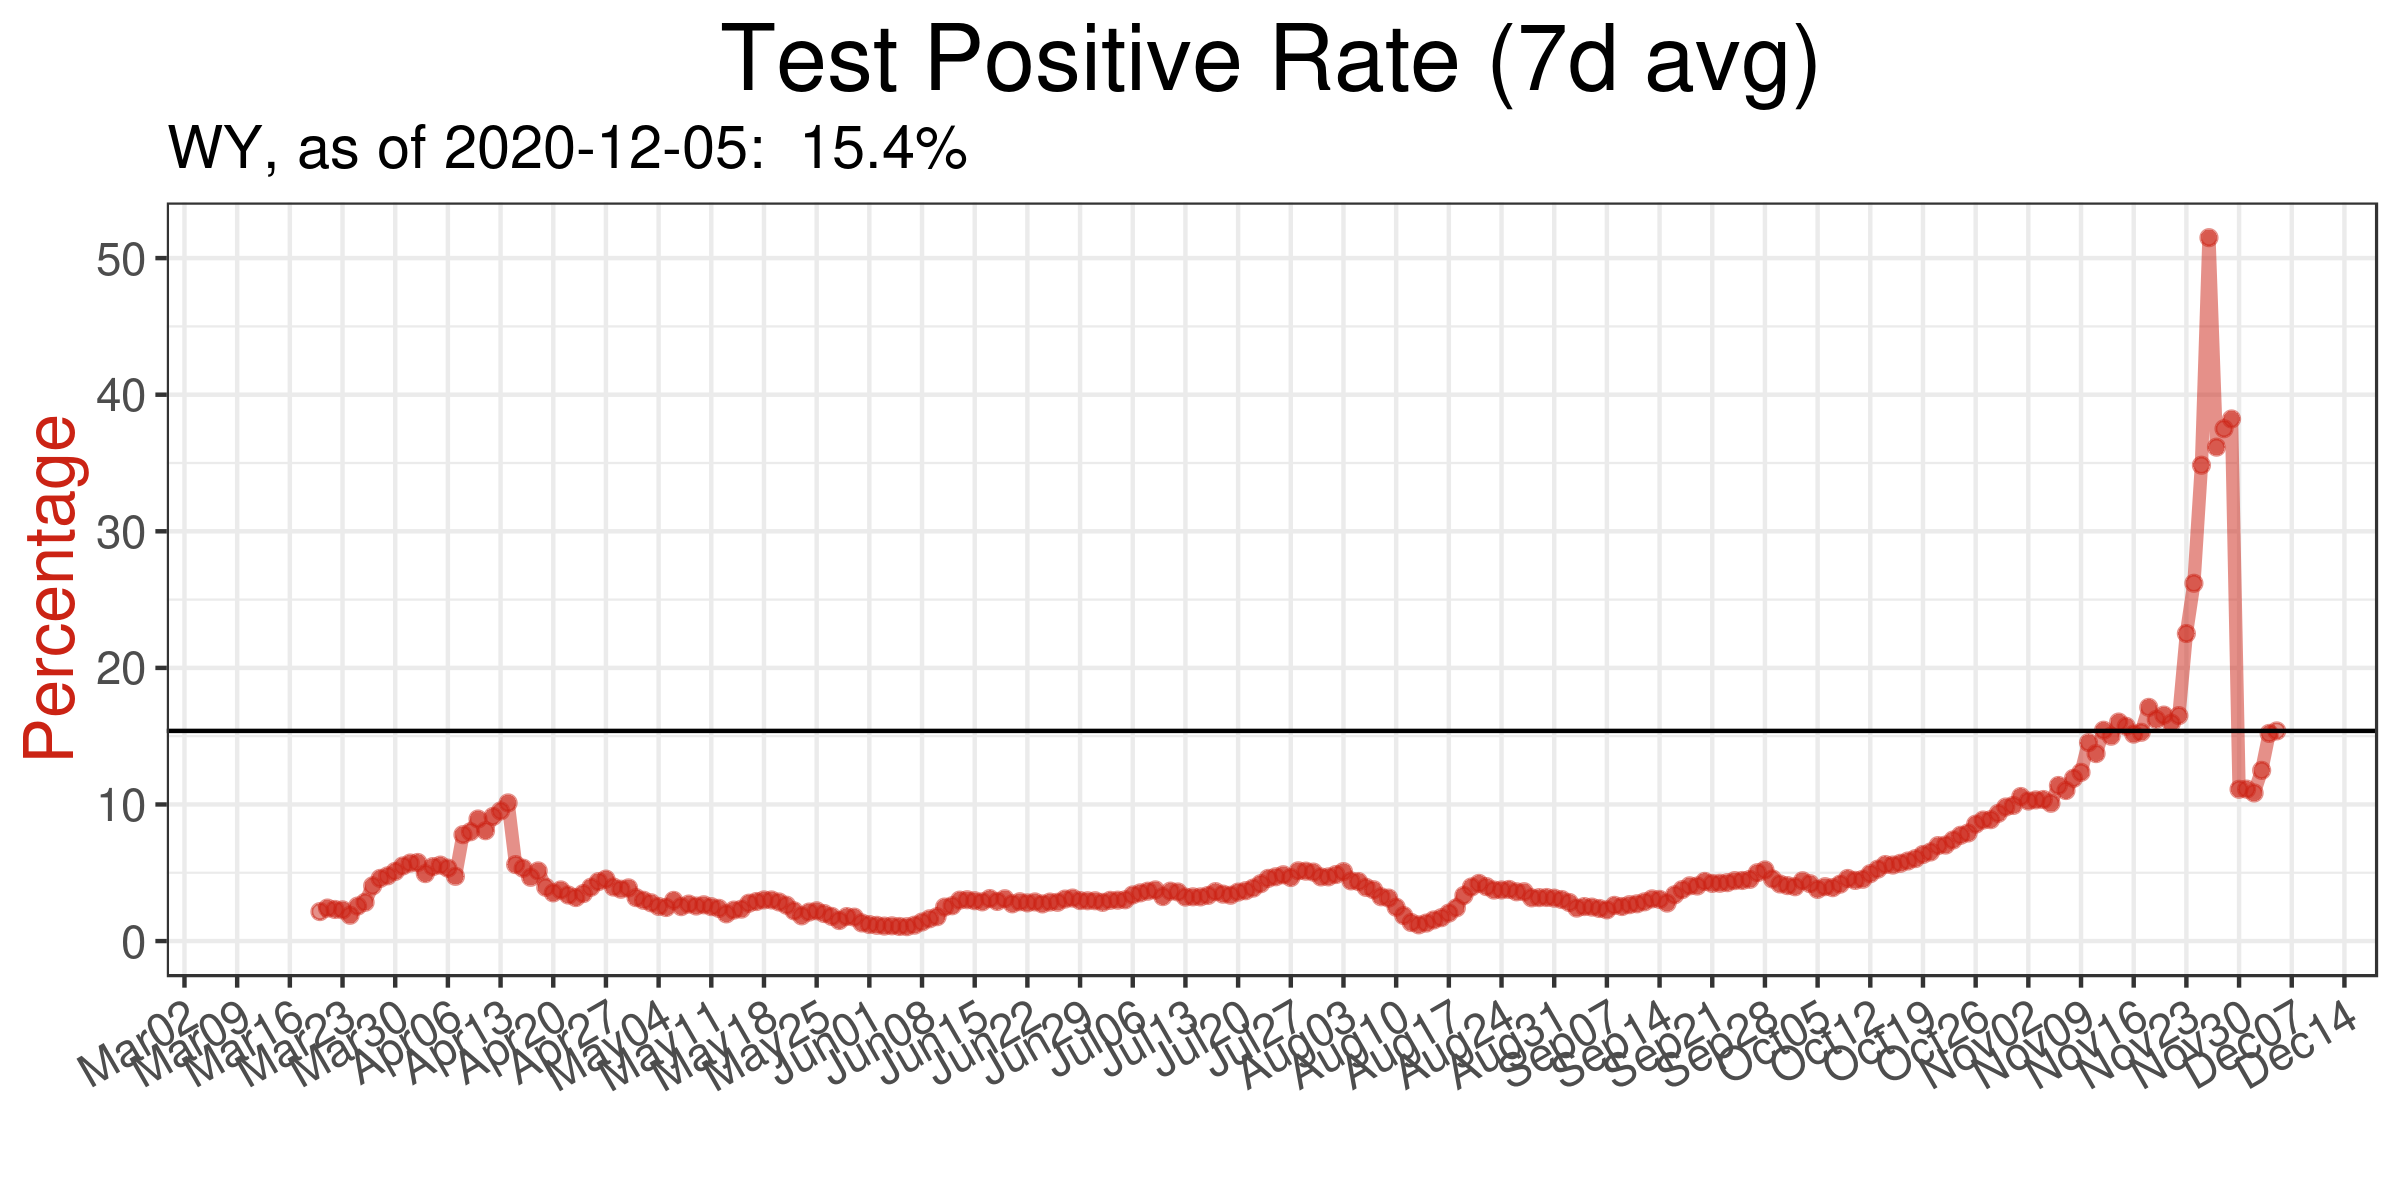 Test Positive Rate (7d avg)
WY, as of 2020-12-05:  15.4%
Percentage
50
40
30
20
10
0
Mar02
Mar09
Mar16
Mar23
Mar30
Apr06
Apr13
Apr20
Apr27
May04
May11
May18
May25
Jun01
Jun08
Jun15
Jun22
Jun29
Jul06
Jul13
Jul20
Jul27
Aug03
Aug10
Aug17
Aug24
Aug31
Sep07
Sep14
Sep21
Sep28
Oct05
Oct12
Oct19
Oct26
Nov02
Nov09
Nov16
Nov23
Nov30
Dec07
Dec14